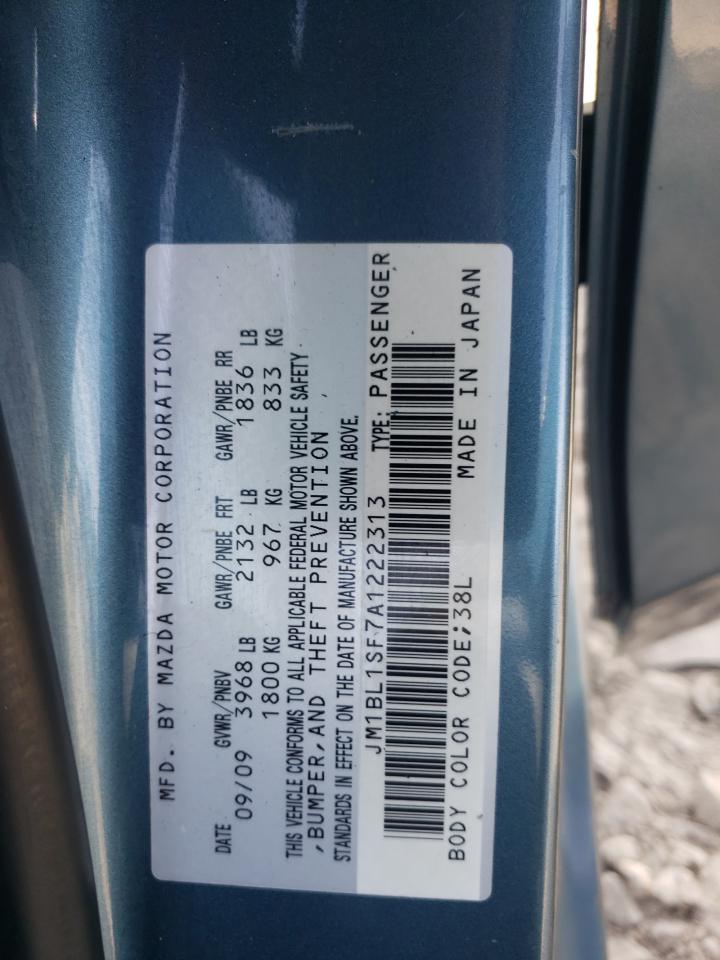 MFD. BY MAZDA MOTOR CORPORATION
DATE GVWR/PNBV GAWR/PNBE FRT GAWR/PNBE RR
09/09 3968 LB 2132 LB 1836 LB
1800 KG 967 KG 833 KG
THIS VEHICLE CONFORMS TO ALL APPLICABLE FEDERAL MOTOR VEHICLE SAFETY
,BUMPER,AND THEFT PREVENTION
STANDARDS IN EFFECT ON THE DATE OF MANUFACTURE SHOWN ABOVE.
JM1BL1SF7A1222313 TYPE: PASSENGER
BODY COLOR CODE;38L MADE IN JAPAN